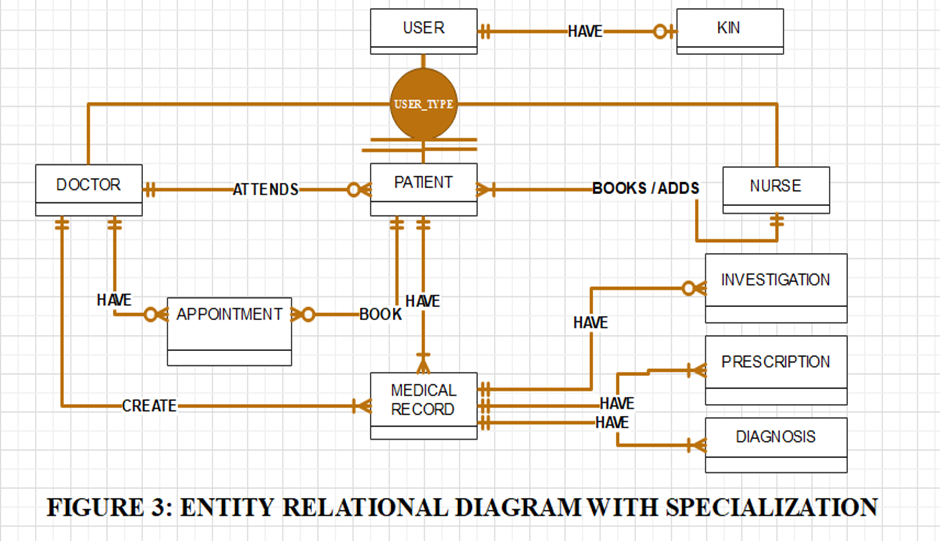 USER
HAVE
KIN
USER_TYPE
DOCTOR
ATTENDS
PATIENT
BOOKS / ADDS
NURSE
HAVE
APPOINTMENT
BOOK
HAVE
INVESTIGATION
HAVE
PRESCRIPTION
MEDICAL
RECORD
CREATE
HAVE
HAVE
DIAGNOSIS
FIGURE 3: ENTITY RELATIONAL DIAGRAM WITH SPECIALIZATION